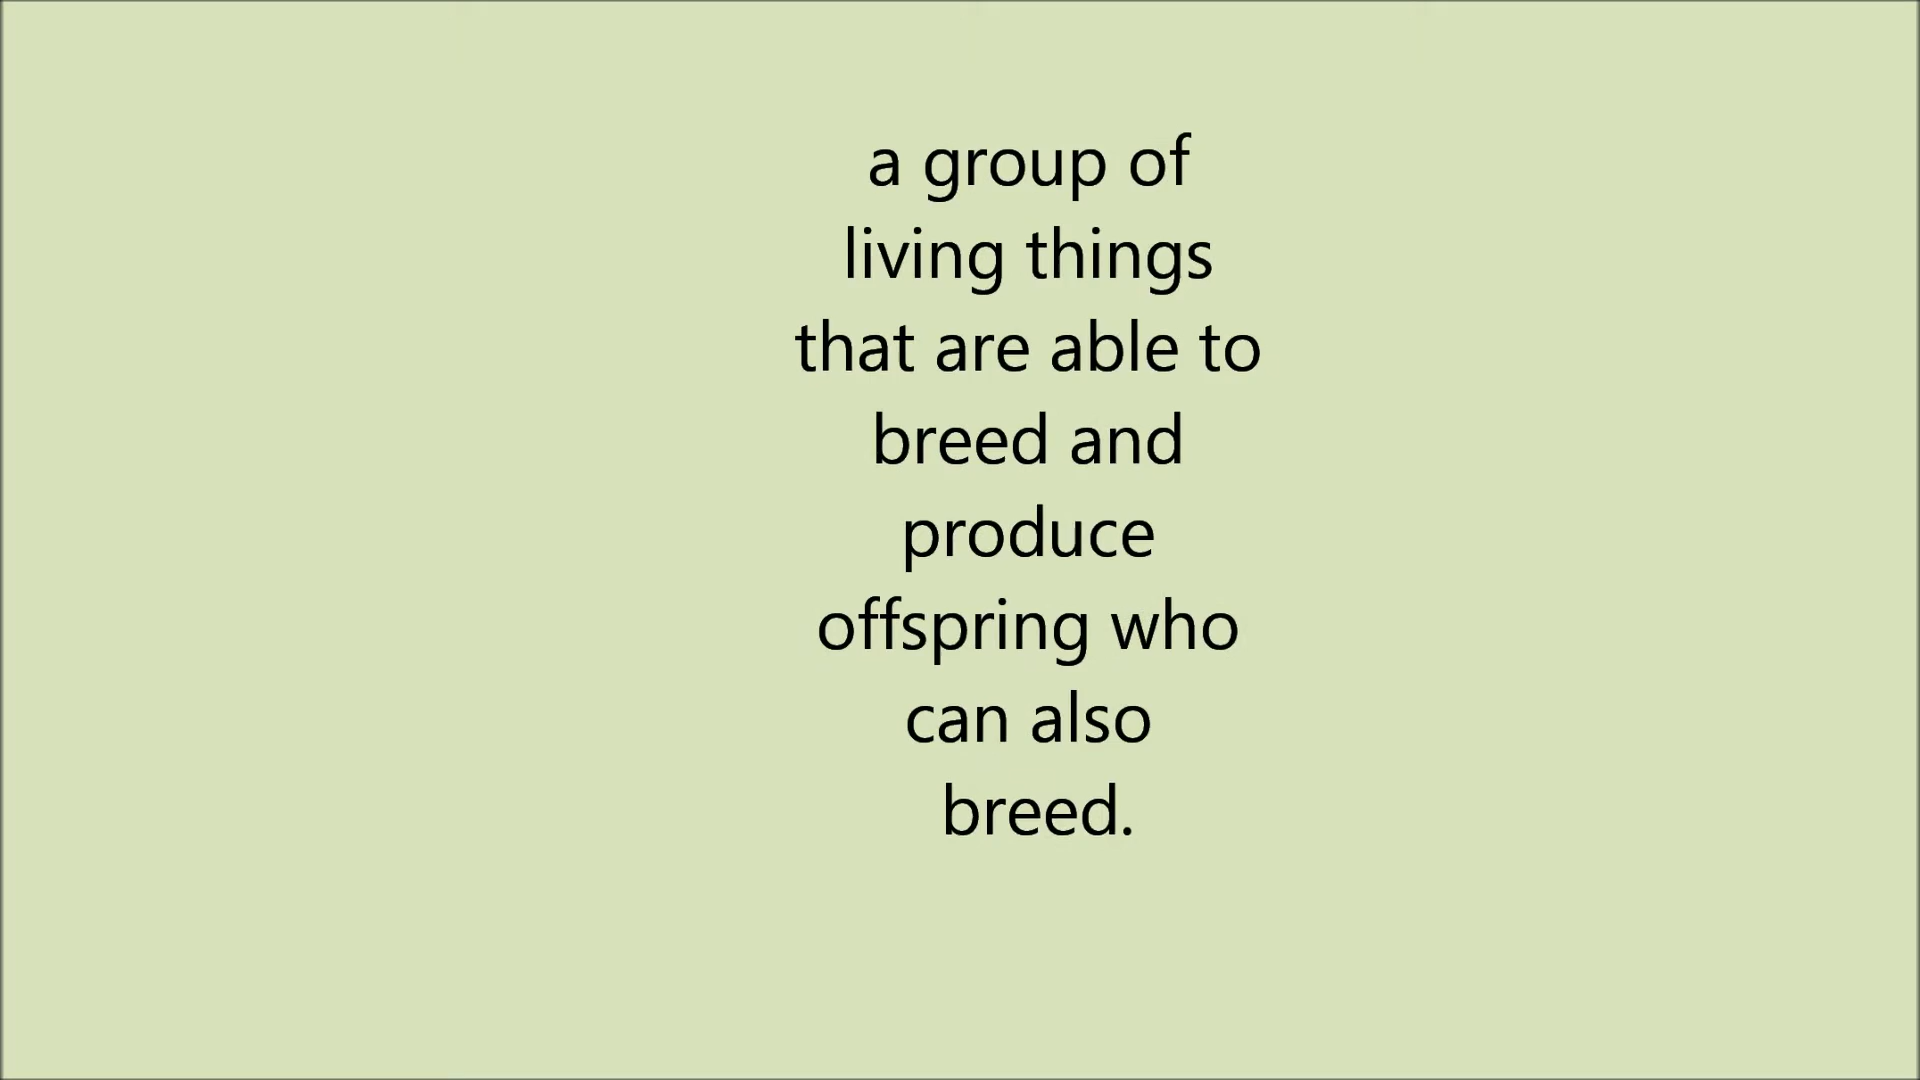 a group of
living things
that are able to
breed and
produce
offspring who
can also
breed.